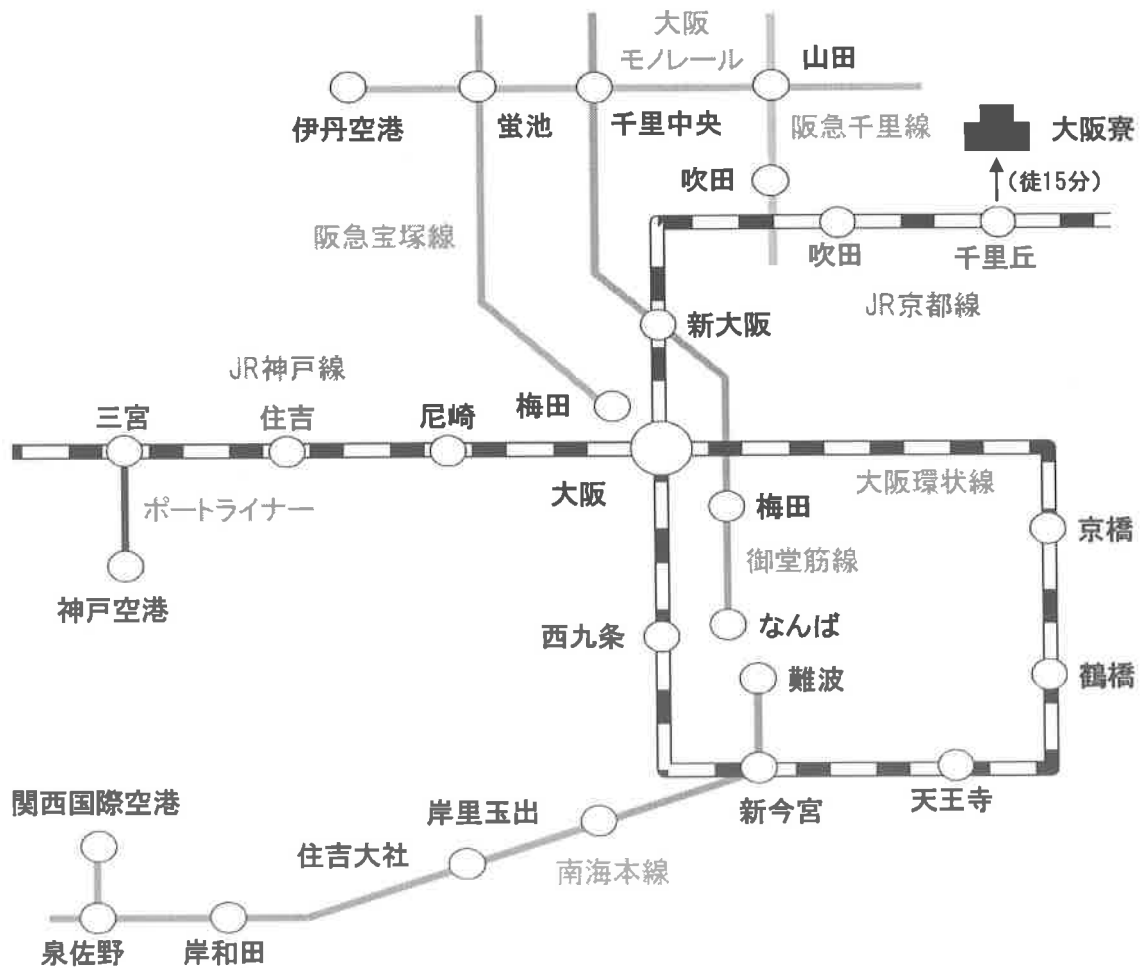 大阪
モノレール
山田
伊丹空港
蛍池
千里中央
阪急千里線
大阪寮
吹田
(徒15分)
阪急宝塚線
吹田
千里丘
JR京都線
新大阪
JR神戸線
三宮
住吉
尼崎
梅田
大阪
大阪環状線
ポートライナー
梅田
京橋
御堂筋線
神戸空港
西九条
なんば
難波
鶴橋
関西国際空港
岸里玉出
新今宮
天王寺
住吉大社
南海本線
泉佐野
岸和田